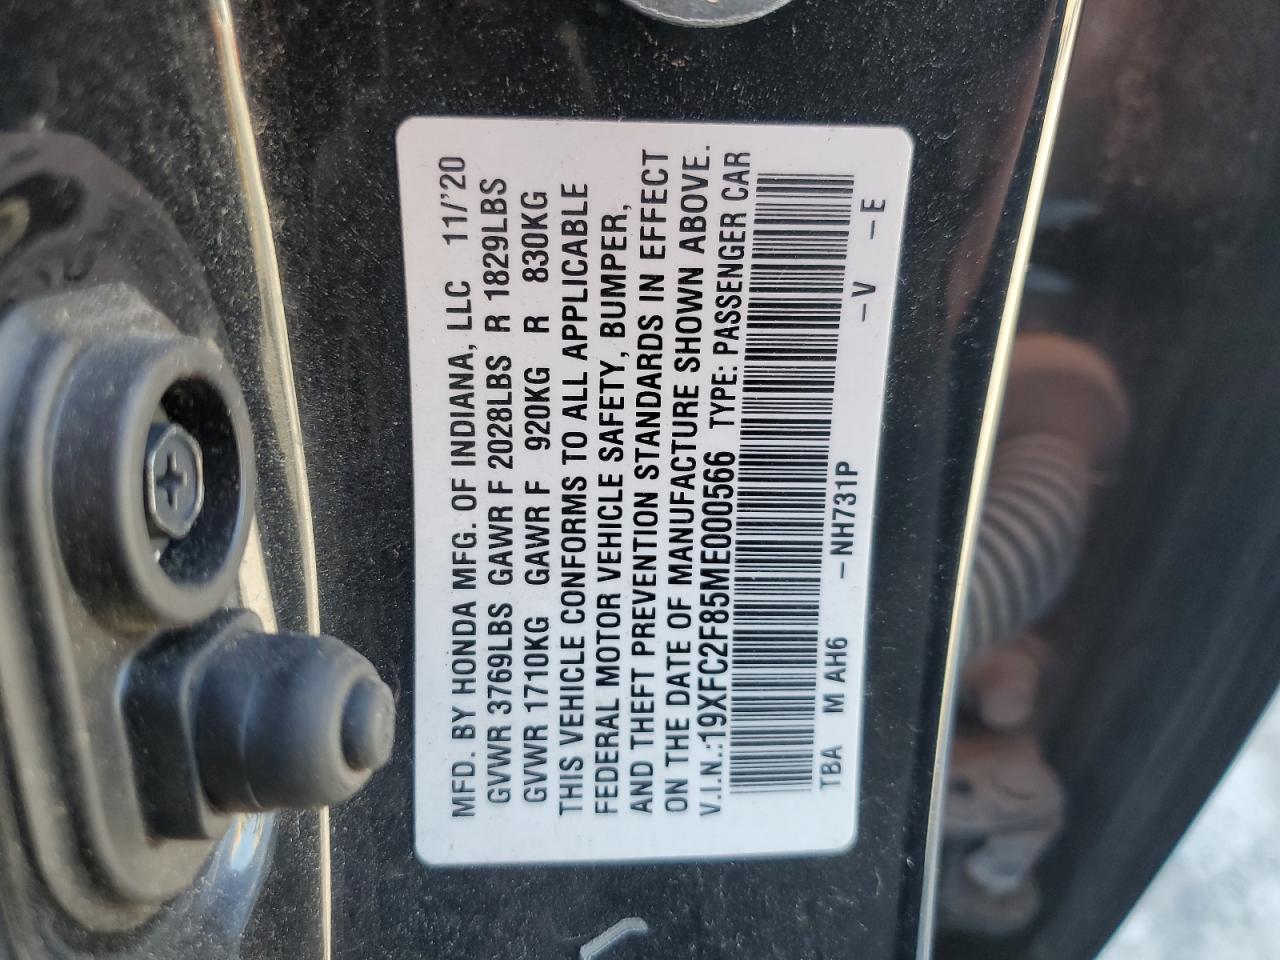 MFD. BY HONDA MFG. OF INDIANA, LLC 11/'20
GVWR 3769LBS GAWR F 2028LBS R 1829LBS
GVWR 1710KG GAWR F 920KG R 830KG
THIS VEHICLE CONFORMS TO ALL APPLICABLE
FEDERAL MOTOR VEHICLE SAFETY, BUMPER,
AND THEFT PREVENTION STANDARDS IN EFFECT
ON THE DATE OF MANUFACTURE SHOWN ABOVE.
V.I.N.:19XFC2F85ME000566 TYPE: PASSENGER CAR
TBA M AH6 -NH731P -V -E